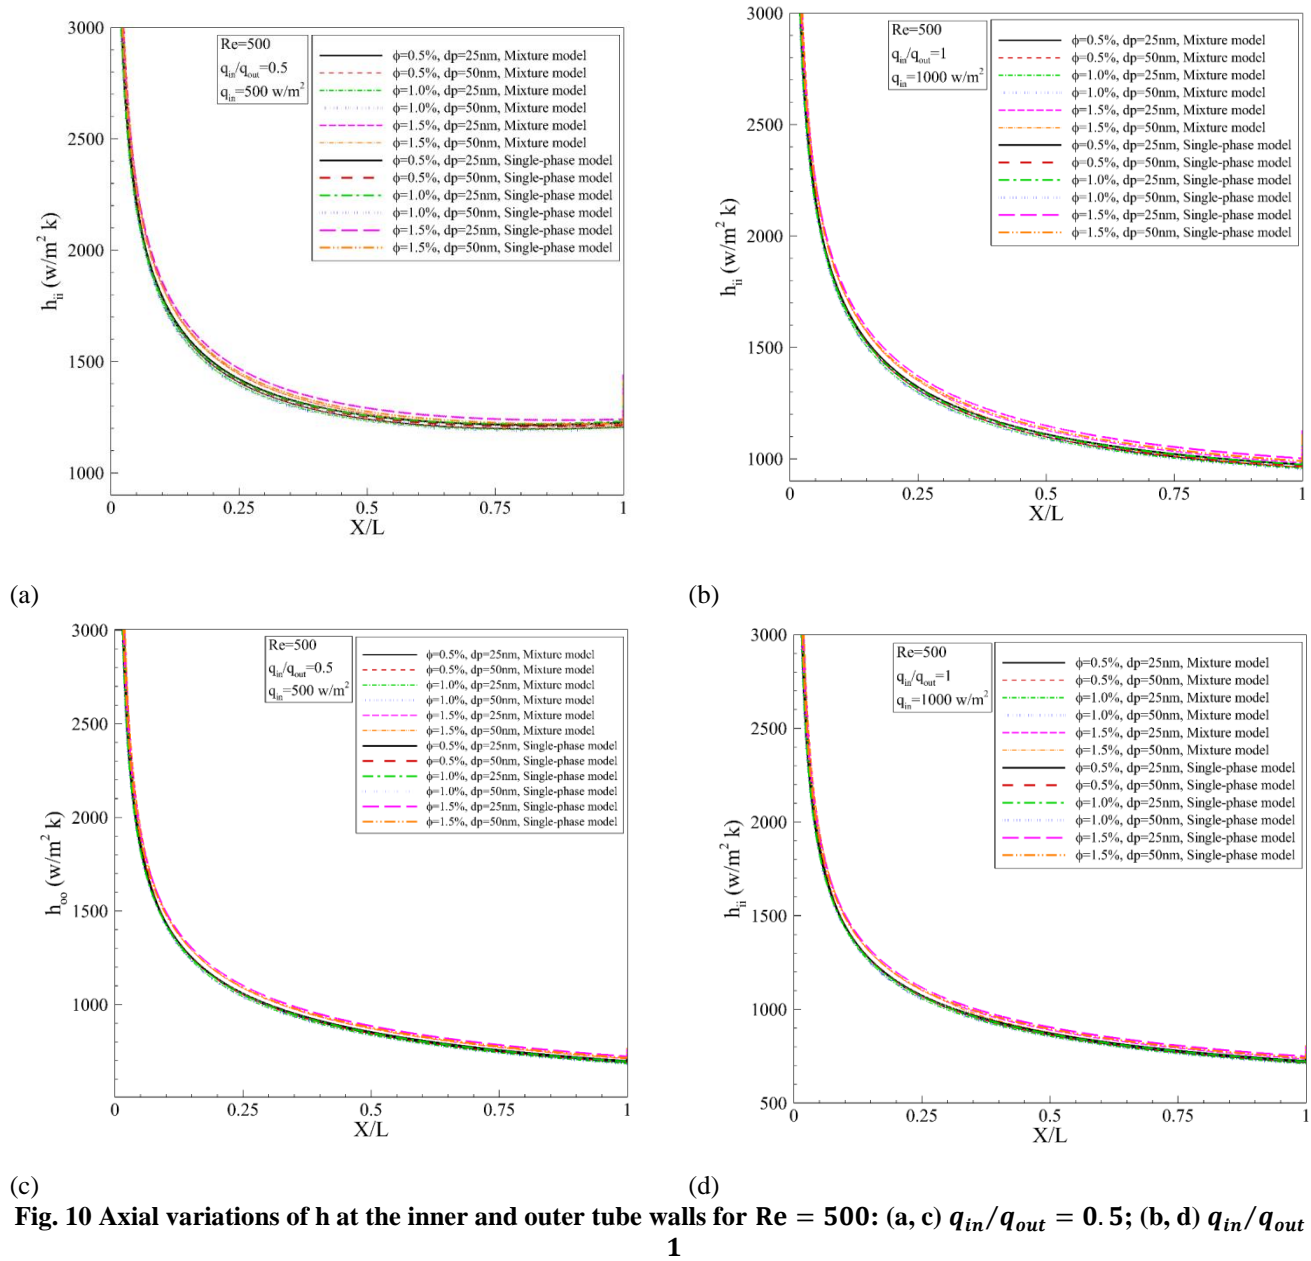 3000
2500
2000
1500
1000
h_ii (w/m² k)
Re=500
q_in/q_out=0.5
q_in=500 w/m²
ϕ=0.5%, dp=25nm, Mixture model
ϕ=0.5%, dp=50nm, Mixture model
ϕ=1.0%, dp=25nm, Mixture model
ϕ=1.0%, dp=50nm, Mixture model
ϕ=1.5%, dp=25nm, Mixture model
ϕ=1.5%, dp=50nm, Mixture model
ϕ=0.5%, dp=25nm, Single-phase model
ϕ=0.5%, dp=50nm, Single-phase model
ϕ=1.0%, dp=25nm, Single-phase model
ϕ=1.0%, dp=50nm, Single-phase model
ϕ=1.5%, dp=25nm, Single-phase model
ϕ=1.5%, dp=50nm, Single-phase model
0 0.25 0.5 0.75 1
X/L
(a)
3000
2500
2000
1500
1000
h_ii (w/m² k)
Re=500
q_in/q_out=1
q_in=1000 w/m²
ϕ=0.5%, dp=25nm, Mixture model
ϕ=0.5%, dp=50nm, Mixture model
ϕ=1.0%, dp=25nm, Mixture model
ϕ=1.0%, dp=50nm, Mixture model
ϕ=1.5%, dp=25nm, Mixture model
ϕ=1.5%, dp=50nm, Mixture model
ϕ=0.5%, dp=25nm, Single-phase model
ϕ=0.5%, dp=50nm, Single-phase model
ϕ=1.0%, dp=25nm, Single-phase model
ϕ=1.0%, dp=50nm, Single-phase model
ϕ=1.5%, dp=25nm, Single-phase model
ϕ=1.5%, dp=50nm, Single-phase model
0 0.25 0.5 0.75 1
X/L
(b)
3000
2500
2000
1500
1000
h_oo (w/m² k)
Re=500
q_in/q_out=0.5
q_in=500 w/m²
ϕ=0.5%, dp=25nm, Mixture model
ϕ=0.5%, dp=50nm, Mixture model
ϕ=1.0%, dp=25nm, Mixture model
ϕ=1.0%, dp=50nm, Mixture model
ϕ=1.5%, dp=25nm, Mixture model
ϕ=1.5%, dp=50nm, Mixture model
ϕ=0.5%, dp=25nm, Single-phase model
ϕ=0.5%, dp=50nm, Single-phase model
ϕ=1.0%, dp=25nm, Single-phase model
ϕ=1.0%, dp=50nm, Single-phase model
ϕ=1.5%, dp=25nm, Single-phase model
ϕ=1.5%, dp=50nm, Single-phase model
0 0.25 0.5 0.75 1
X/L
(c)
3000
2500
2000
1500
1000
500
h_ii (w/m² k)
Re=500
q_in/q_out=1
q_in=1000 w/m²
ϕ=0.5%, dp=25nm, Mixture model
ϕ=0.5%, dp=50nm, Mixture model
ϕ=1.0%, dp=25nm, Mixture model
ϕ=1.0%, dp=50nm, Mixture model
ϕ=1.5%, dp=25nm, Mixture model
ϕ=1.5%, dp=50nm, Mixture model
ϕ=0.5%, dp=25nm, Single-phase model
ϕ=0.5%, dp=50nm, Single-phase model
ϕ=1.0%, dp=25nm, Single-phase model
ϕ=1.0%, dp=50nm, Single-phase model
ϕ=1.5%, dp=25nm, Single-phase model
ϕ=1.5%, dp=50nm, Single-phase model
0 0.25 0.5 0.75 1
X/L
(d)
Fig. 10 Axial variations of h at the inner and outer tube walls for Re = 500: (a, c) q_in/q_out = 0.5; (b, d) q_in/q_out
1